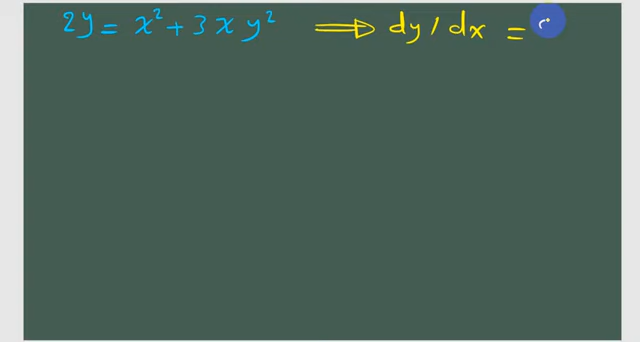 2y = x² + 3xy² ⟹ dy/dx =